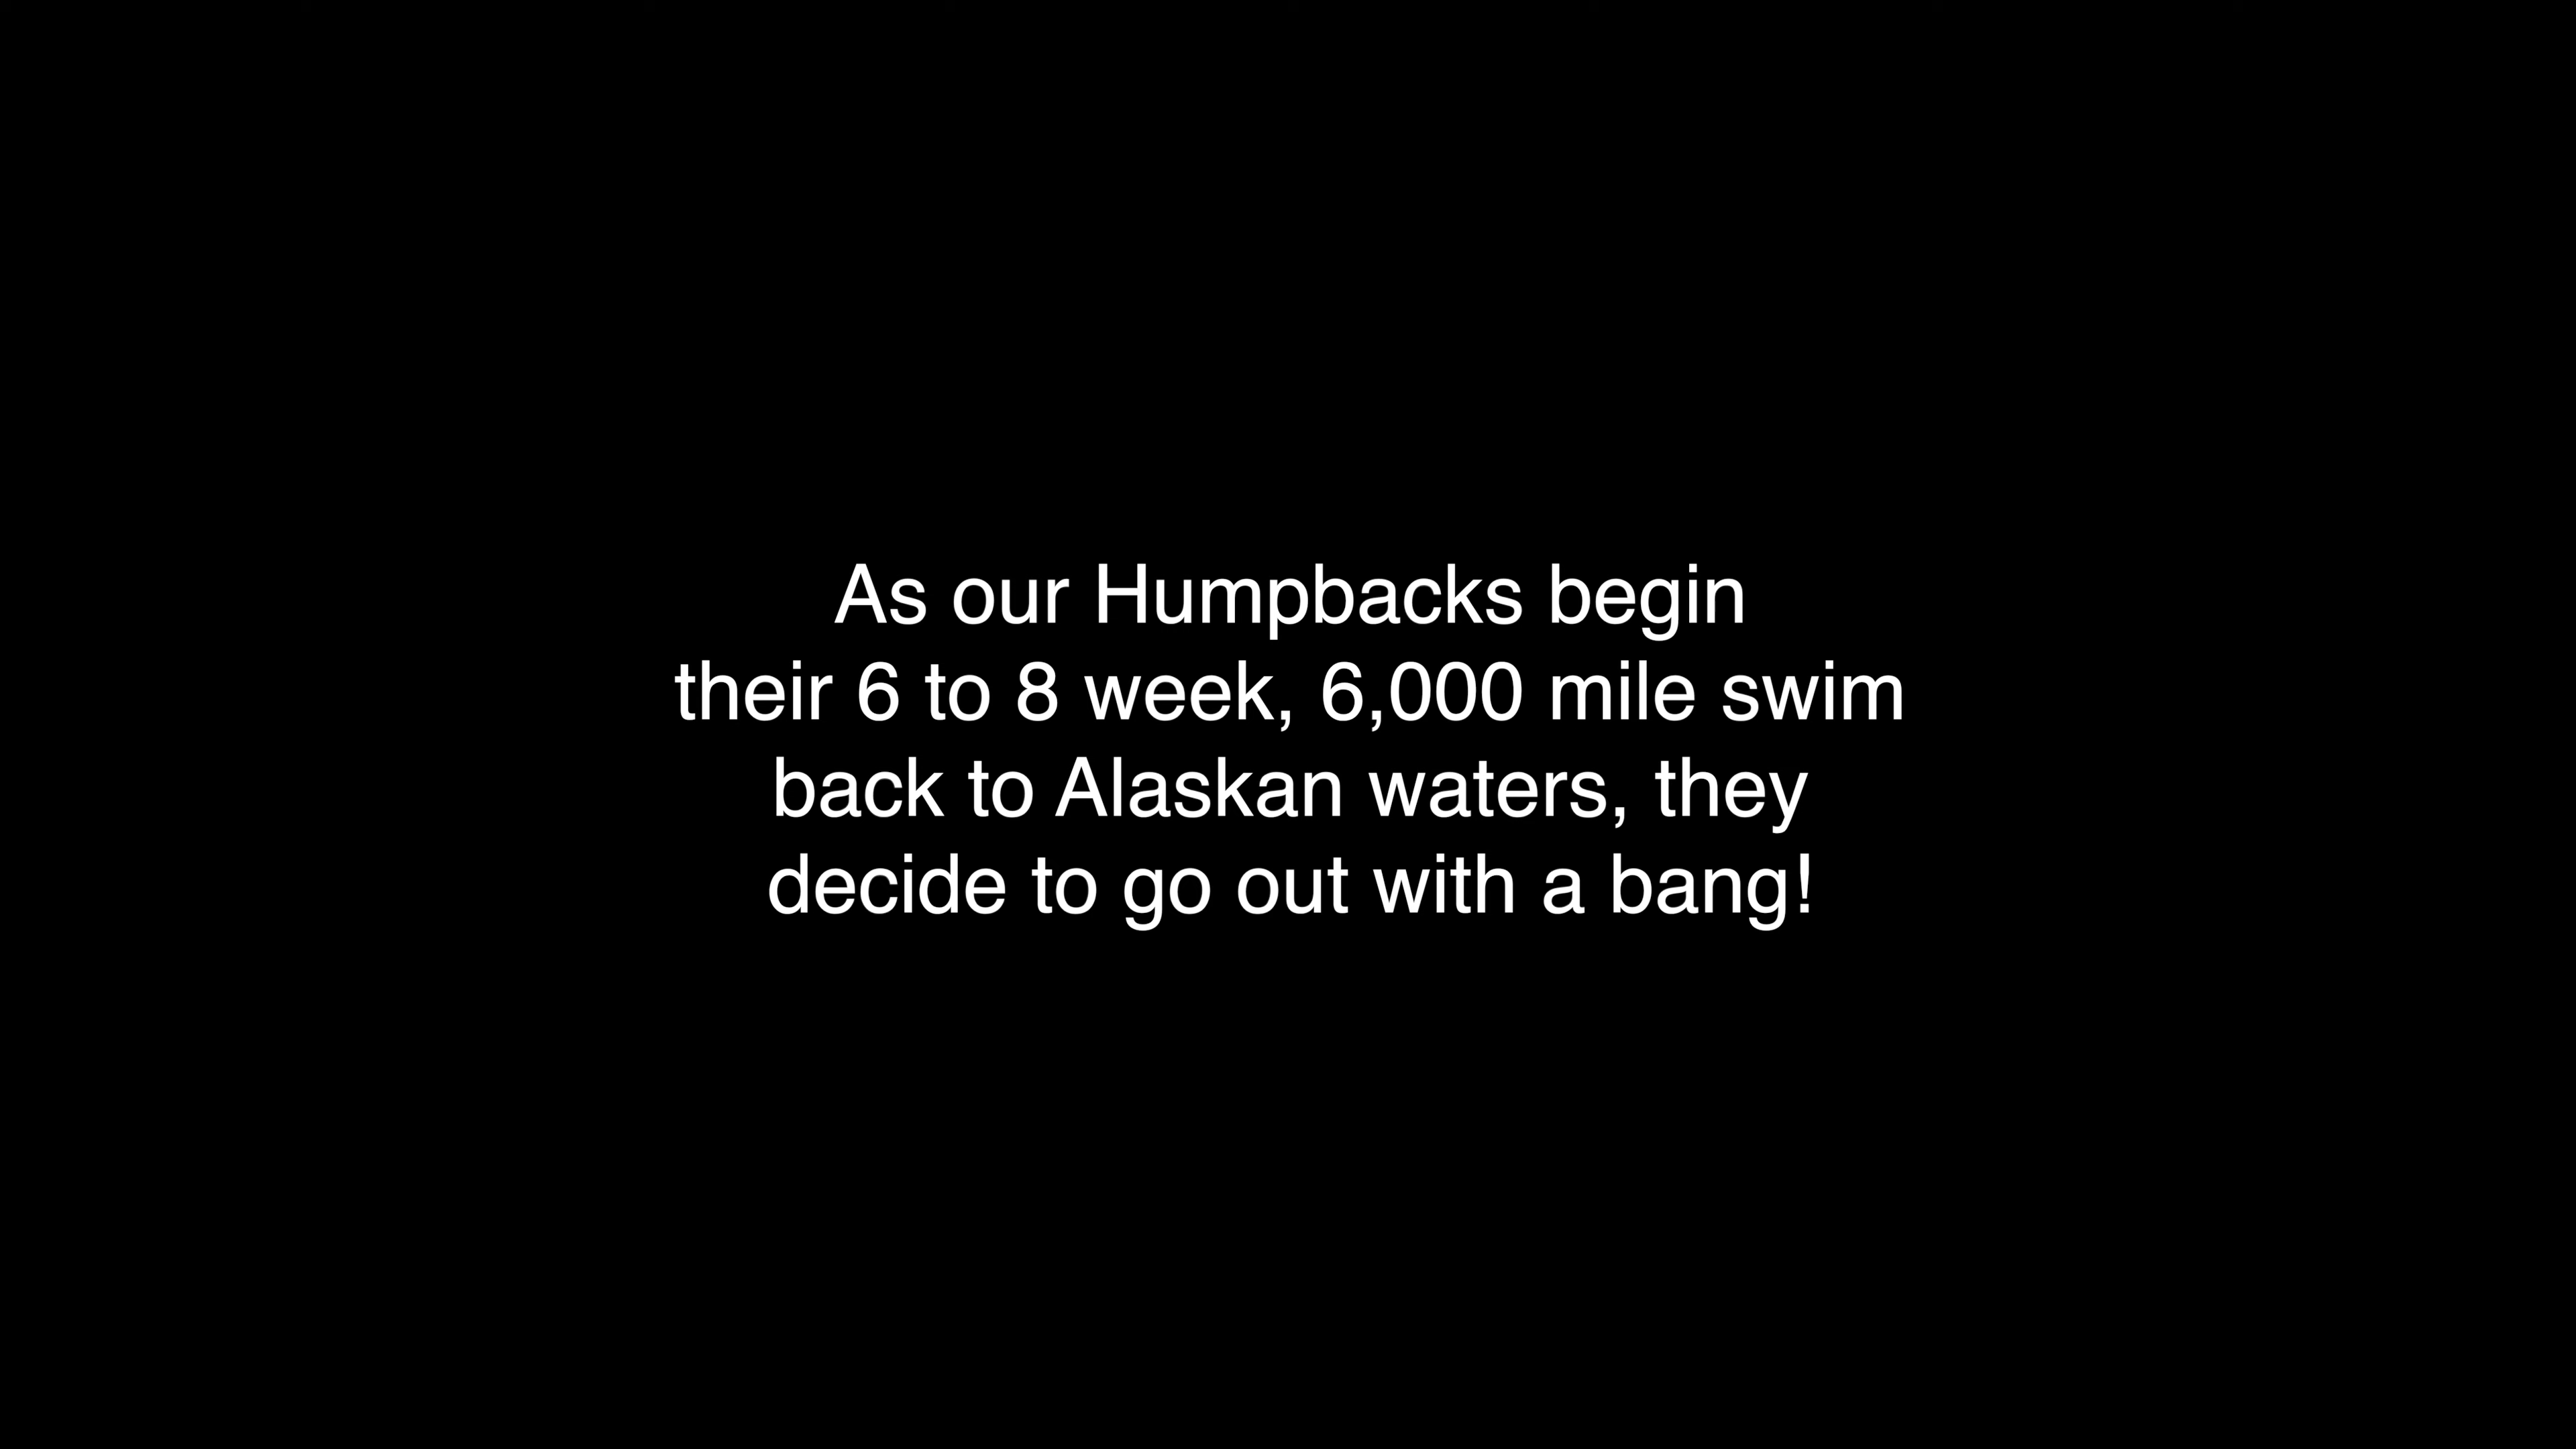 As our Humpbacks begin
their 6 to 8 week, 6,000 mile swim
back to Alaskan waters, they
decide to go out with a bang!